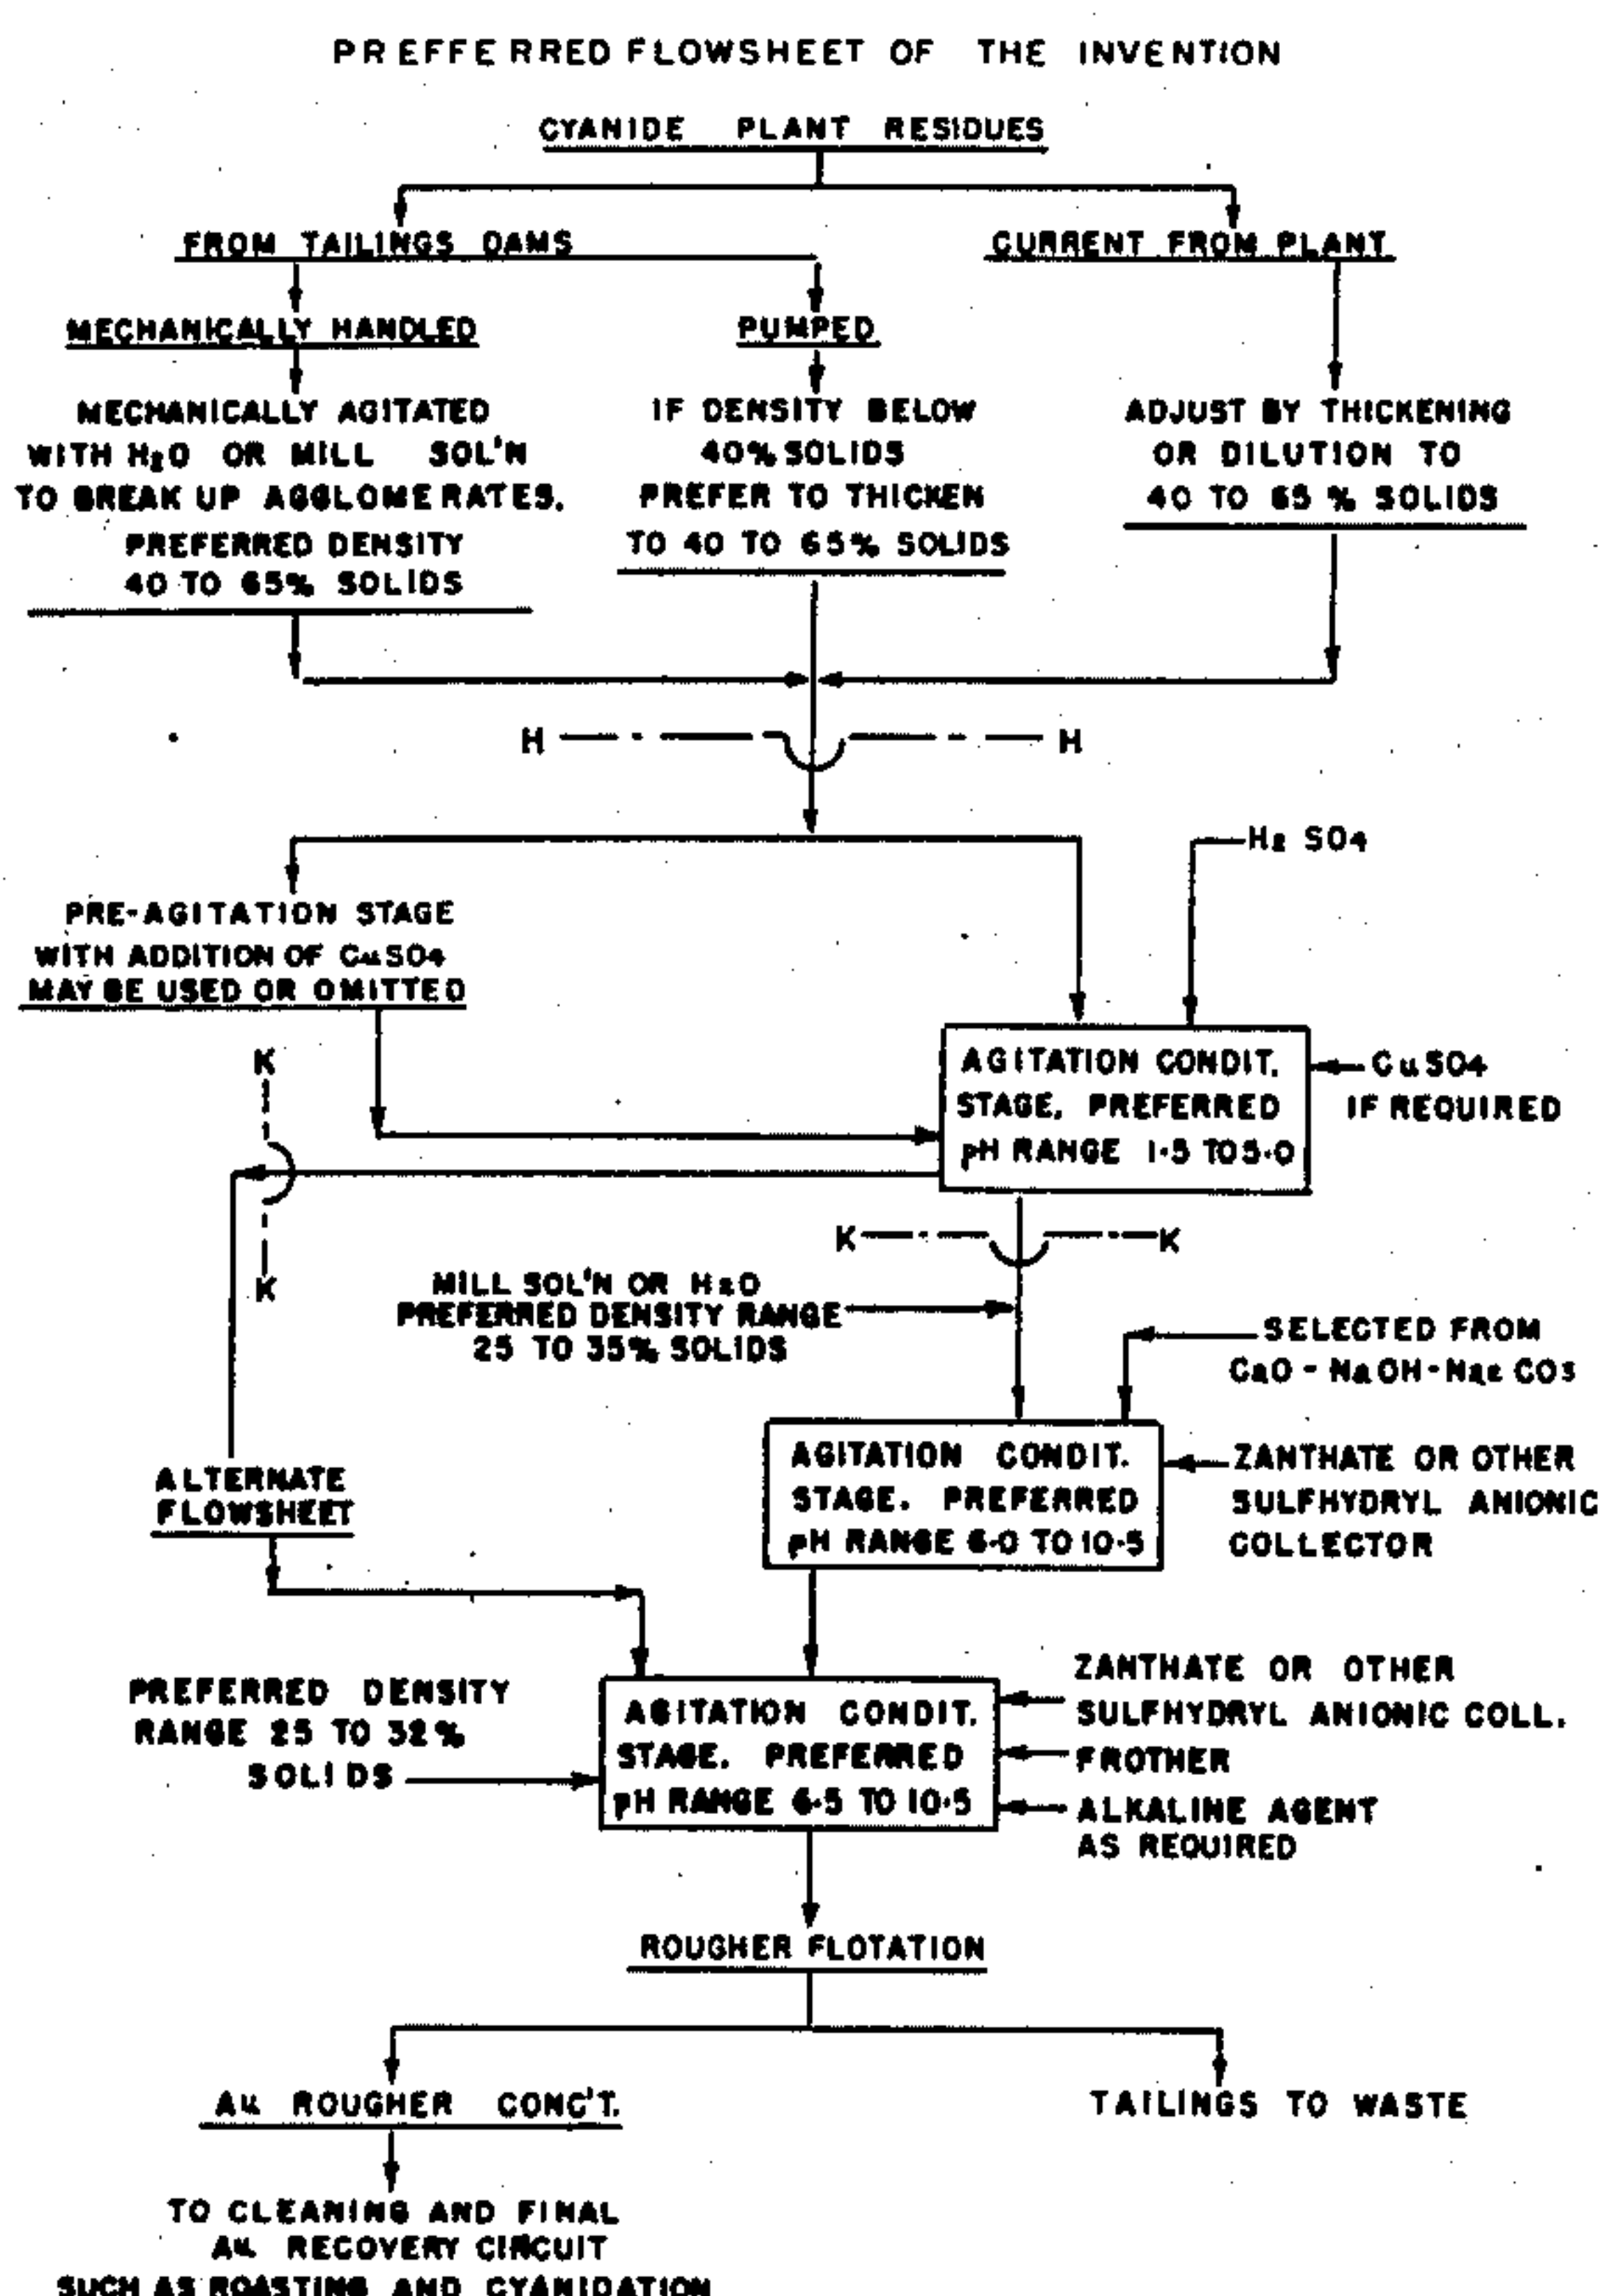 PREFFERRED FLOWSHEET OF THE INVENTION
CYANIDE PLANT RESIDUES
FROM TAILINGS DAMS
CURRENT FROM PLANT
MECHANICALLY HANDLED
PUMPED
MECHANICALLY AGITATED
WITH H2O OR MILL SOL'N
TO BREAK UP AGGLOMERATES.
PREFERRED DENSITY
40 TO 65% SOLIDS
IF DENSITY BELOW
40% SOLIDS
PREFER TO THICKEN
TO 40 TO 65% SOLIDS
ADJUST BY THICKENING
OR DILUTION TO
40 TO 65 % SOLIDS
H H
H2 SO4
PRE-AGITATION STAGE
WITH ADDITION OF CuSO4
MAY BE USED OR OMITTED
AGITATION CONDIT.
STAGE. PREFERRED
pH RANGE 1.5 TO 5.0
CuSO4
IF REQUIRED
K
K
K K
MILL SOL'N OR H2O
PREFERRED DENSITY RANGE
25 TO 35% SOLIDS
SELECTED FROM
CaO - NaOH - Na2 CO3
AGITATION CONDIT.
STAGE. PREFERRED
pH RANGE 6.0 TO 10.5
ZANTHATE OR OTHER
SULFHYDRYL ANIONIC
COLLECTOR
ALTERNATE
FLOWSHEET
PREFERRED DENSITY
RANGE 25 TO 32%
SOLIDS
AGITATION CONDIT.
STAGE. PREFERRED
pH RANGE 6.5 TO 10.5
ZANTHATE OR OTHER
SULFHYDRYL ANIONIC COLL.
FROTHER
ALKALINE AGENT
AS REQUIRED
ROUGHER FLOTATION
Au ROUGHER CONC'T.
TAILINGS TO WASTE
TO CLEANING AND FINAL
Au RECOVERY CIRCUIT
SUCH AS ROASTING AND CYANIDATION